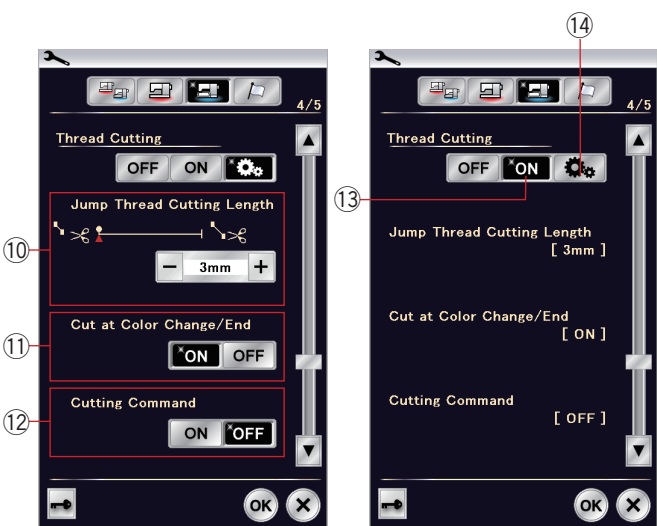 ⑭
4/5
Thread Cutting
OFF ON
Jump Thread Cutting Length
⑩
− 3mm +
Cut at Color Change/End
⑪
ON OFF
Cutting Command
⑫
ON OFF
OK X
4/5
Thread Cutting
OFF ON
⑬
Jump Thread Cutting Length
[ 3mm ]
Cut at Color Change/End
[ ON ]
Cutting Command
[ OFF ]
OK X